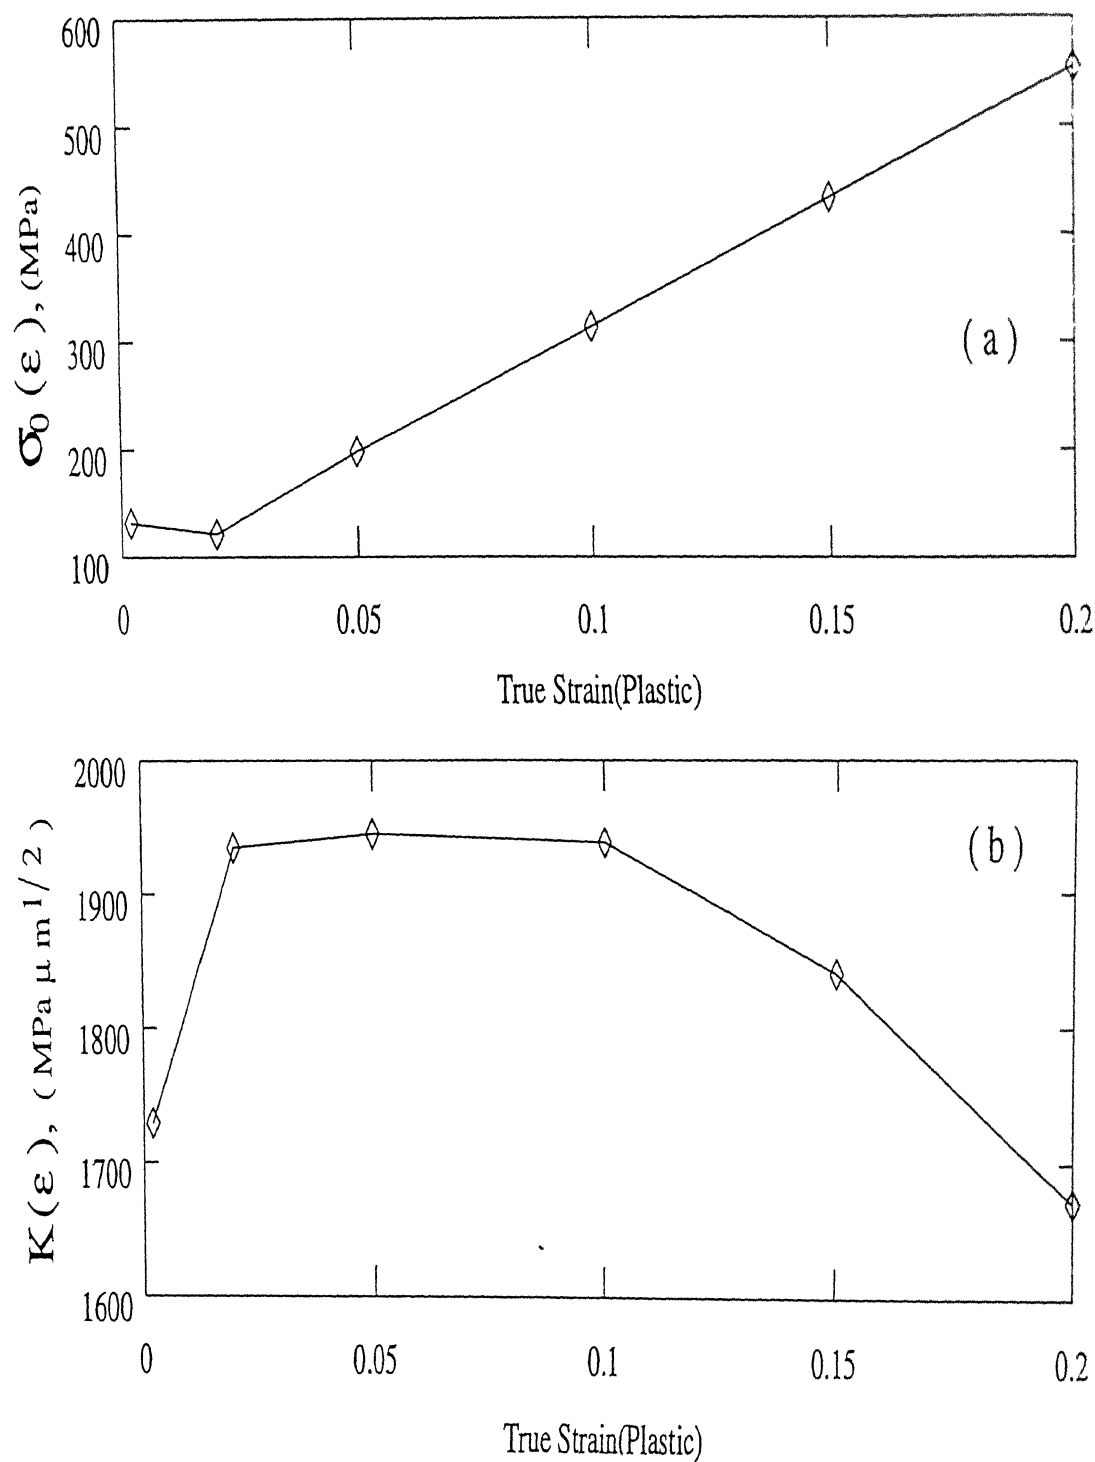 600
500
400
300
200
100
σ0 (ε), (MPa)
(a)
0 0.05 0.1 0.15 0.2
True Strain(Plastic)
2000
1900
1800
1700
1600
K(ε), (MPa μ m 1/2)
(b)
0 0.05 0.1 0.15 0.2
True Strain(Plastic)